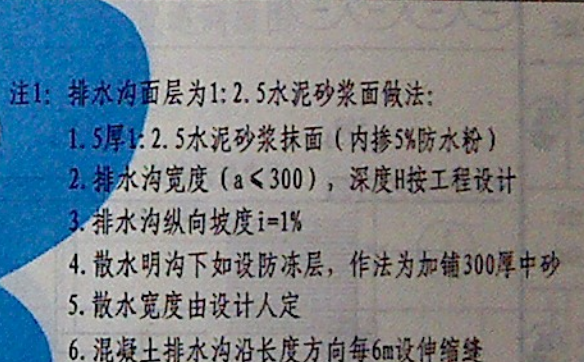 注1: 排水沟面层为1:2.5水泥砂浆面做法:
1.5厚1:2.5水泥砂浆抹面(内掺5%防水粉)
2.排水沟宽度(a≤300),深度H按工程设计
3.排水沟纵向坡度i=1%
4.散水明沟下如设防冻层,作法为加铺300厚中砂
5.散水宽度由设计人定
6.混凝土排水沟沿长度方向每6m设伸缩缝